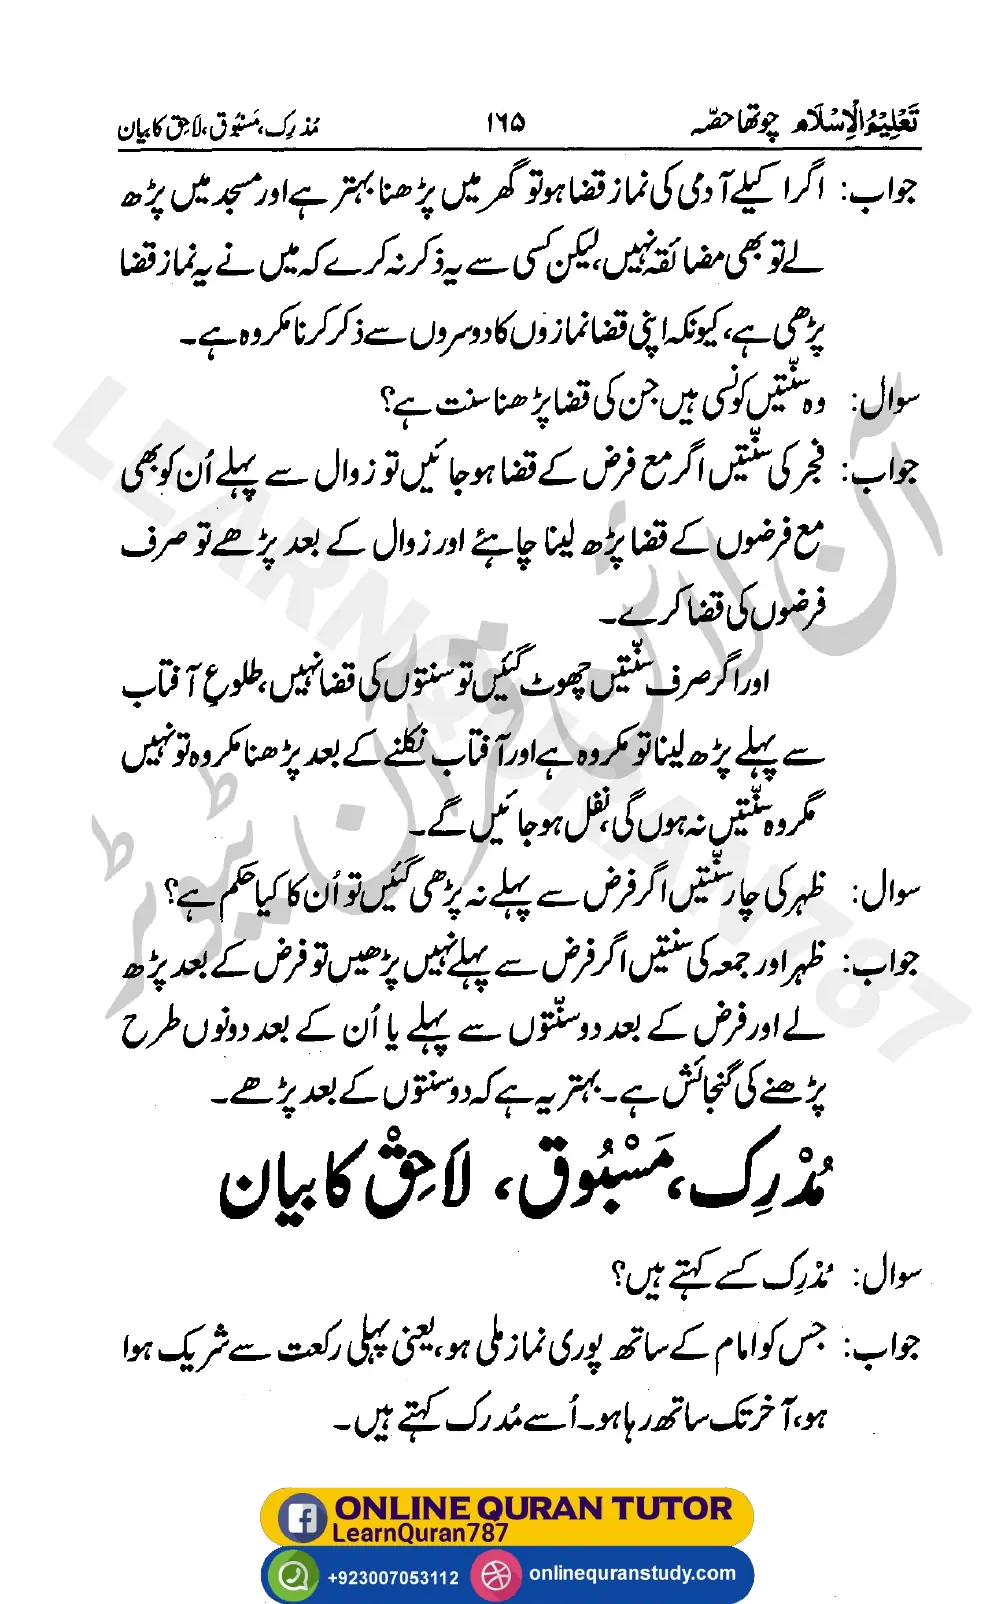 تَعْلِيْمُ الْاِسْلَام چوتھا حصّہ ۱۶۵ مُدْرِک، مَسْبُوْق، لَاحِق کا بیان
جواب: اگر اکیلے آدمی کی نماز قضا ہو تو گھر میں پڑھنا بہتر ہے اور مسجد میں پڑھ
لے تو بھی مضائقہ نہیں، لیکن کسی سے یہ ذکر نہ کرے کہ میں نے یہ نماز قضا
پڑھی ہے، کیونکہ اپنی قضا نمازوں کا دوسروں سے ذکر کرنا مکروہ ہے۔
سوال: وہ سنّتیں کونسی ہیں جن کی قضا پڑھنا سنت ہے؟
جواب: فجر کی سنّتیں اگر مع فرض کے قضا ہو جائیں تو زوال سے پہلے اُن کو بھی
مع فرضوں کے قضا پڑھ لینا چاہئے اور زوال کے بعد پڑھے تو صرف
فرضوں کی قضا کرے۔
اور اگر صرف سنّتیں چھوٹ گئیں تو سنتوں کی قضا نہیں، طلوعِ آفتاب
سے پہلے پڑھ لینا تو مکروہ ہے اور آفتاب نکلنے کے بعد پڑھنا مکروہ تو نہیں
مگر وہ سنّتیں نہ ہوں گی، نفل ہو جائیں گے۔
سوال: ظہر کی چار سنّتیں اگر فرض سے پہلے نہ پڑھی گئیں تو اُن کا کیا حکم ہے؟
جواب: ظہر اور جمعہ کی سنتیں اگر فرض سے پہلے نہیں پڑھیں تو فرض کے بعد پڑھ
لے اور فرض کے بعد دو سنّتوں سے پہلے یا اُن کے بعد دونوں طرح
پڑھنے کی گنجائش ہے۔ بہتر یہ ہے کہ دو سنتوں کے بعد پڑھے۔
مُدْرِک، مَسْبُوْق، لَاحِقْ کا بیان
سوال: مُدْرِک کسے کہتے ہیں؟
جواب: جس کو امام کے ساتھ پوری نماز ملی ہو، یعنی پہلی رکعت سے شریک ہوا
ہو، آخر تک ساتھ رہا ہو۔ اُسے مُدرک کہتے ہیں۔
آن لائن قرآن ٹیوٹر
LEARNQURAN787
ONLINE QURAN TUTOR
LearnQuran787
+923007053112 onlinequranstudy.com